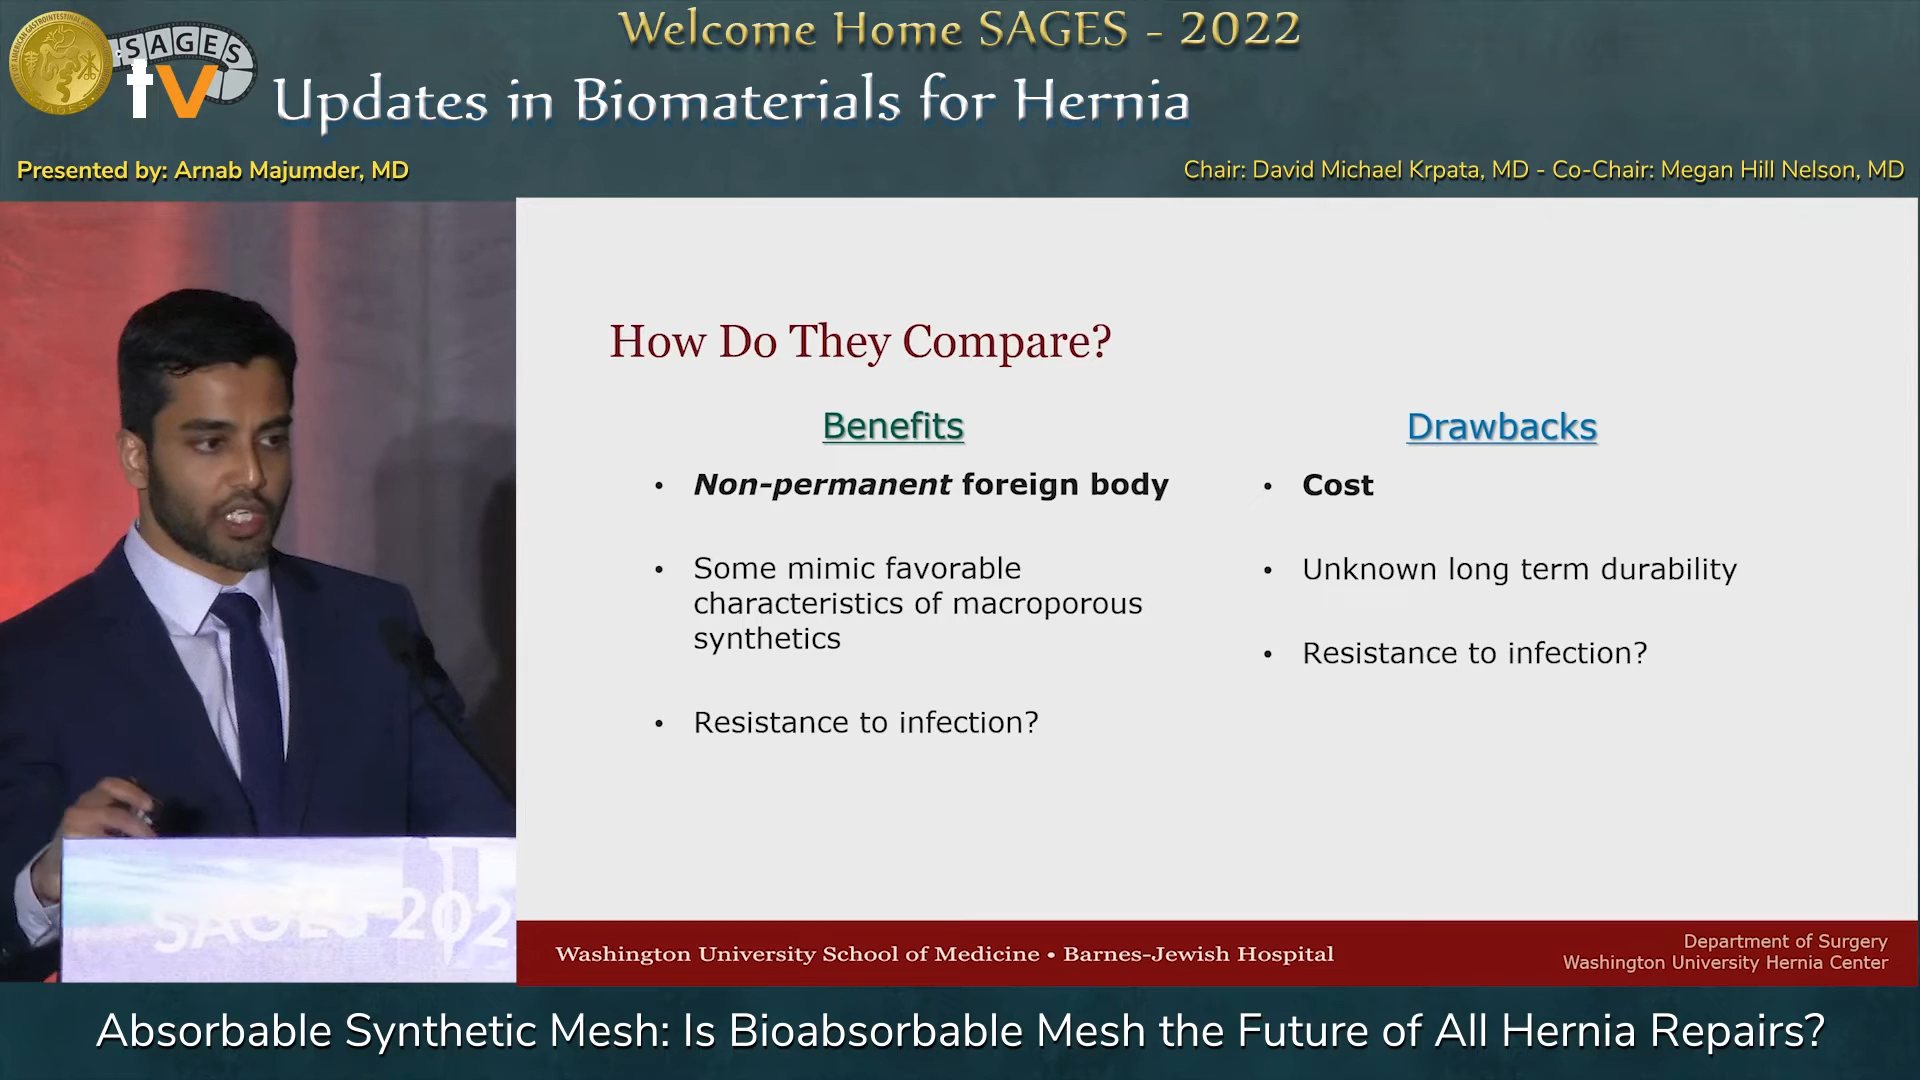 Welcome Home SAGES - 2022
SAGES
tv
Updates in Biomaterials for Hernia
Presented by: Arnab Majumder, MD
Chair: David Michael Krpata, MD - Co-Chair: Megan Hill Nelson, MD
How Do They Compare?
Benefits
• Non-permanent foreign body
• Some mimic favorable
characteristics of macroporous
synthetics
• Resistance to infection?
Drawbacks
• Cost
• Unknown long term durability
• Resistance to infection?
SAGES 202
Washington University School of Medicine • Barnes-Jewish Hospital
Department of Surgery
Washington University Hernia Center
Absorbable Synthetic Mesh: Is Bioabsorbable Mesh the Future of All Hernia Repairs?